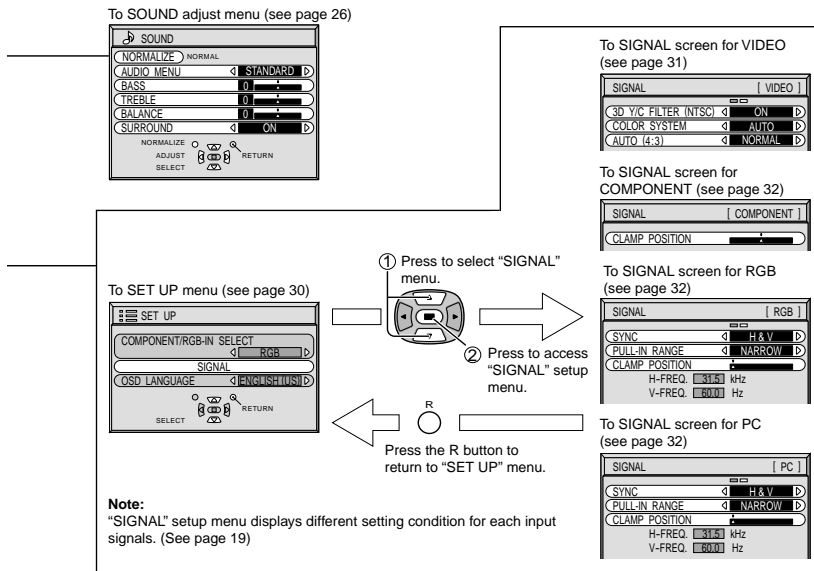 To SOUND adjust menu (see page 26)
SOUND
NORMALIZE NORMAL
AUDIO MENU STANDARD
BASS 0
TREBLE 0
BALANCE 0
SURROUND ON
NORMALIZE
ADJUST
SELECT
RETURN
To SET UP menu (see page 30)
SET UP
COMPONENT/RGB-IN SELECT
RGB
SIGNAL
OSD LANGUAGE ENGLISH (US)
SELECT
RETURN
1 Press to select “SIGNAL”
menu.
2 Press to access
“SIGNAL” setup
menu.
R
Press the R button to
return to “SET UP” menu.
Note:
“SIGNAL” setup menu displays different setting condition for each input
signals. (See page 19)
To SIGNAL screen for VIDEO
(see page 31)
SIGNAL [ VIDEO ]
3D Y/C FILTER (NTSC) ON
COLOR SYSTEM AUTO
AUTO (4:3) NORMAL
To SIGNAL screen for
COMPONENT (see page 32)
SIGNAL [ COMPONENT ]
CLAMP POSITION
To SIGNAL screen for RGB
(see page 32)
SIGNAL [ RGB ]
SYNC H & V
PULL-IN RANGE NARROW
CLAMP POSITION
H-FREQ. 31.5 kHz
V-FREQ. 60.0 Hz
To SIGNAL screen for PC
(see page 32)
SIGNAL [ PC ]
SYNC H & V
PULL-IN RANGE NARROW
CLAMP POSITION
H-FREQ. 31.5 kHz
V-FREQ. 60.0 Hz